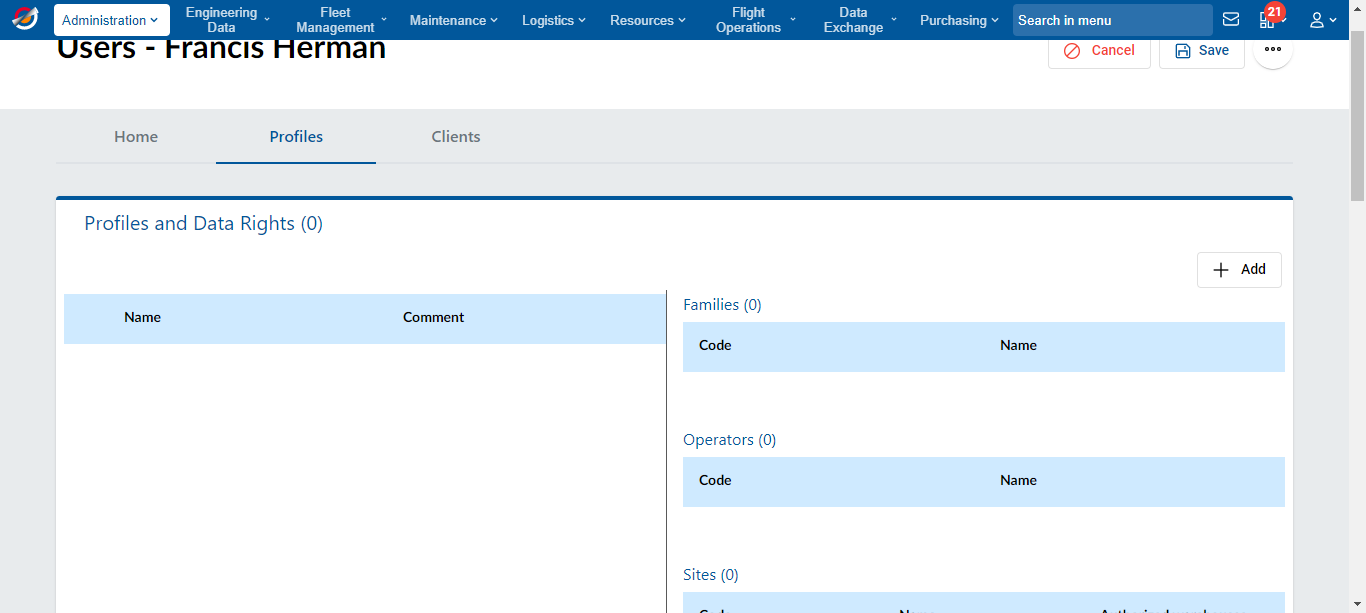 Administration
Engineering Data
Fleet Management
Maintenance
Logistics
Resources
Flight Operations
Data Exchange
Purchasing
Search in menu
21
Users - Francis Herman
Cancel
Save
Home
Profiles
Clients
Profiles and Data Rights (0)
Add
Name
Comment
Families (0)
Code
Name
Operators (0)
Code
Name
Sites (0)
Code
Name